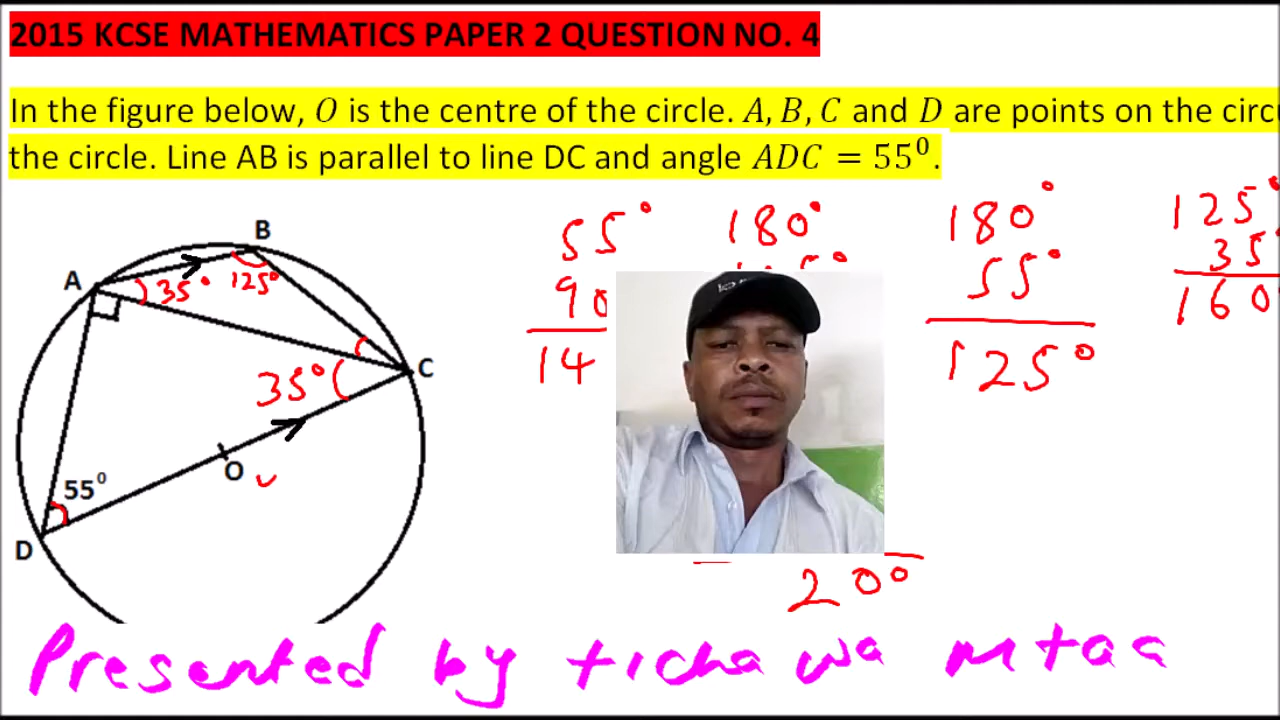 2015 KCSE MATHEMATICS PAPER 2 QUESTION NO. 4
In the figure below, O is the centre of the circle. A, B, C and D are points on the
the circle. Line AB is parallel to line DC and angle ADC = 55⁰.
55° 180° 180° 125°
90 55° 35°
14 125° 160
B
A
35° 125°
C
35°
O
55⁰
D
20°
Presented by ticha wa mtaa